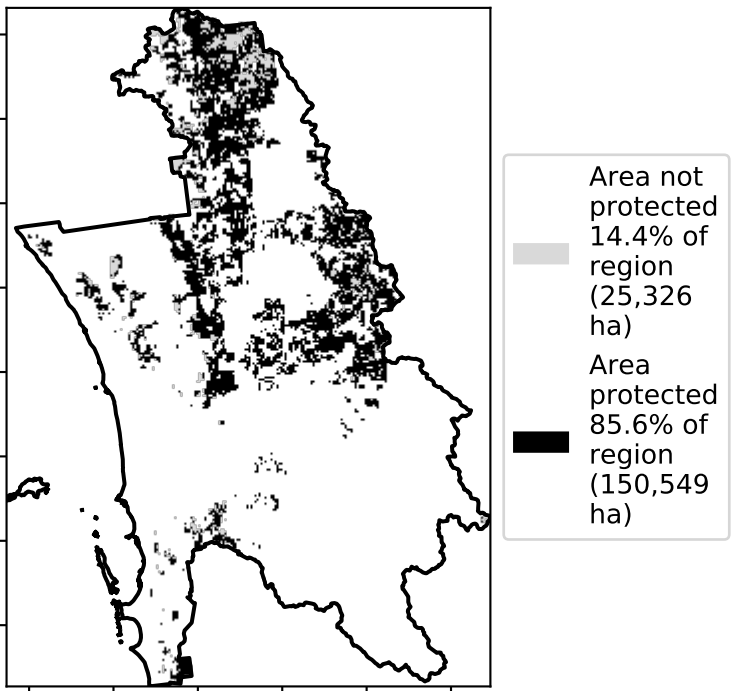 Area not
protected
14.4% of
region
(25,326
ha)
Area
protected
85.6% of
region
(150,549
ha)